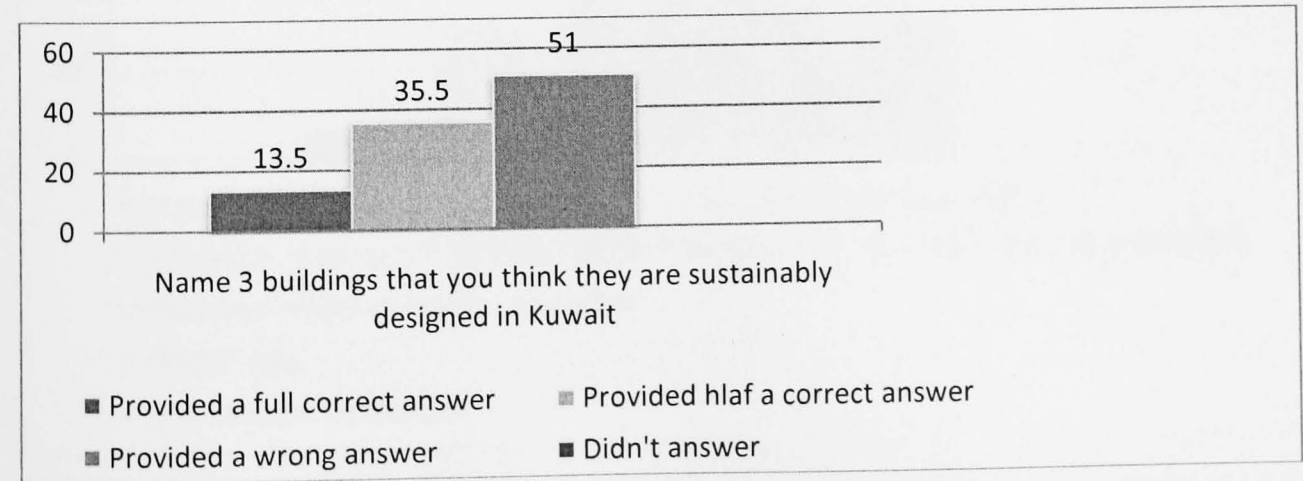 60
51
40
35.5
20
13.5
0
Name 3 buildings that you think they are sustainably
designed in Kuwait
Provided a full correct answer
Provided hlaf a correct answer
Provided a wrong answer
Didn't answer